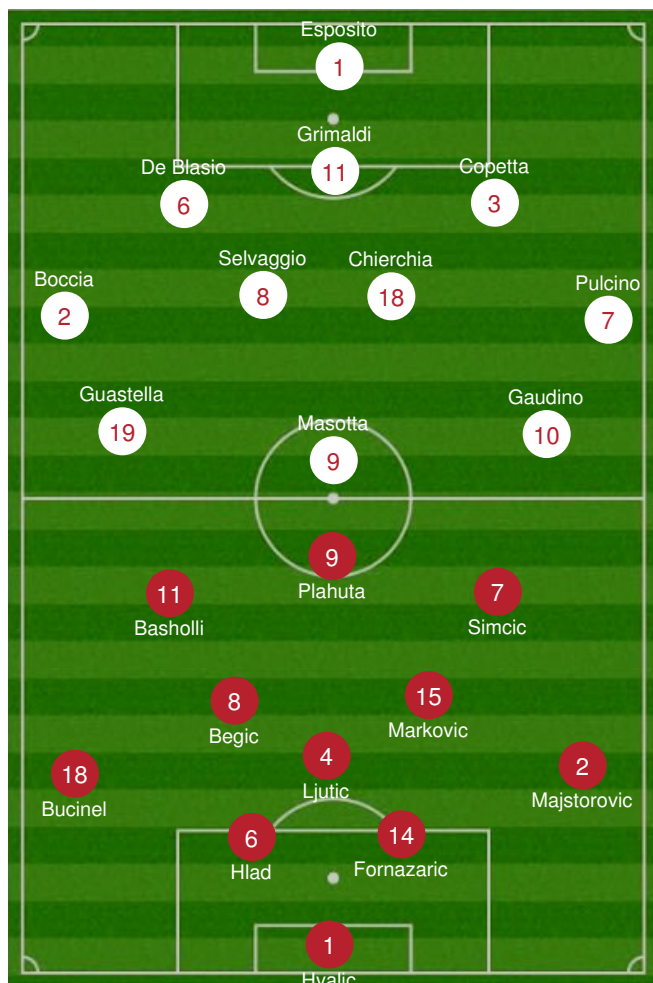 Esposito
1
Grimaldi
11
De Blasio
6
Copetta
3
Selvaggio
8
Chierchia
18
Boccia
2
Pulcino
7
Guastella
19
Gaudino
10
Masotta
9
9
Plahuta
11
Basholli
7
Simcic
8
Begic
15
Markovic
4
Ljutic
18
Bucinel
2
Majstorovic
6
Hlad
14
Fornazaric
1
Hvalic